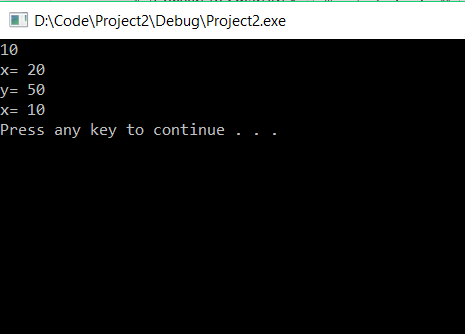 D:\Code\Project2\Debug\Project2.exe
10
x= 20
y= 50
x= 10
Press any key to continue . . .